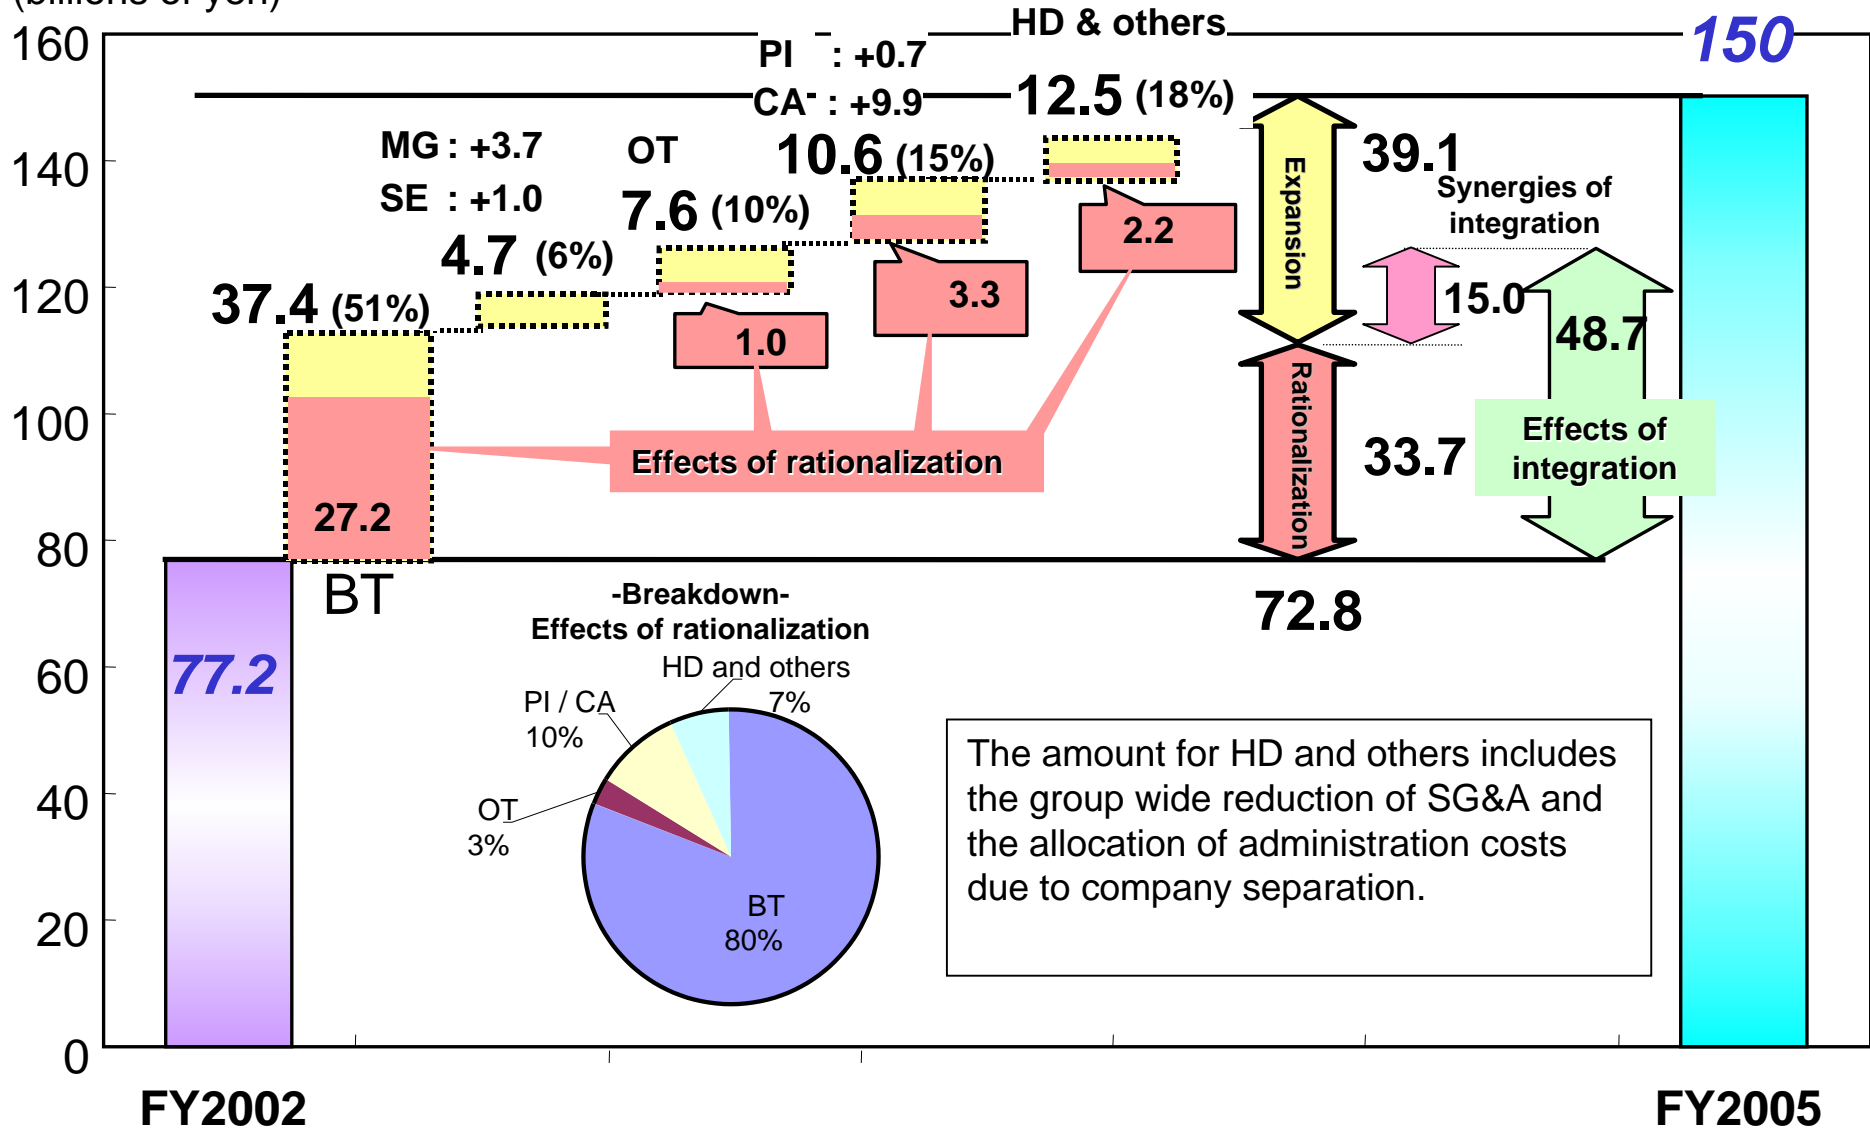 (billions of yen)
160
140
120
100
80
60
40
20
0
HD & others
150
PI : +0.7
CA : +9.9
12.5 (18%)
MG : +3.7
SE : +1.0
OT
10.6 (15%)
7.6 (10%)
4.7 (6%)
37.4 (51%)
39.1
Synergies of
integration
Expansion
2.2
3.3
15.0
1.0
48.7
Rationalization
33.7
Effects of
integration
Effects of rationalization
27.2
BT
72.8
77.2
-Breakdown-
Effects of rationalization
HD and others
7%
PI / CA
10%
OT
3%
BT
80%
The amount for HD and others includes
the group wide reduction of SG&A and
the allocation of administration costs
due to company separation.
FY2002
FY2005